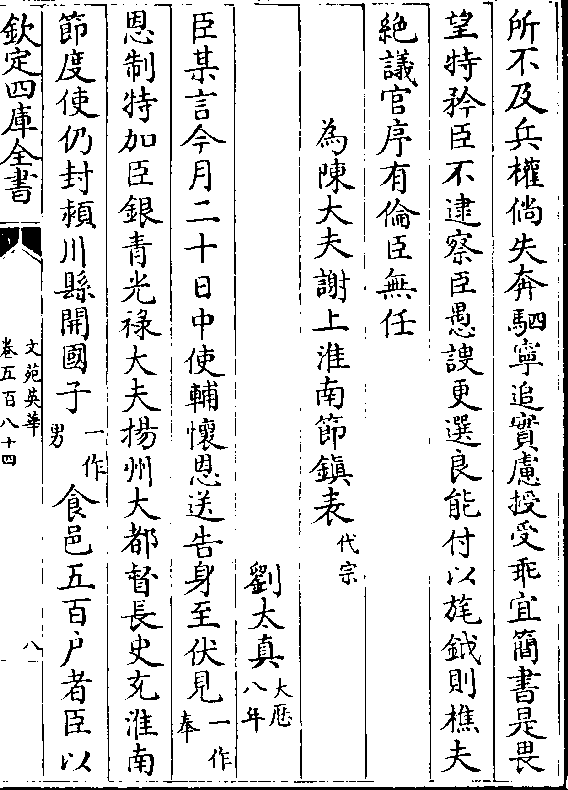 所不及兵權倘失奔駟寧追實慮授受乖宜簡書是畏
望特矜臣不逮察臣愚謏更選良能付以旄鉞則樵夫
絶議官序有倫臣無任
為陳大夫謝上淮南節鎮表代宗
劉太真大厯八年
臣某言今月二十日中使輔懷恩送告身至伏見一作奉
恩制特加臣銀青光祿大夫揚州大都督長史充淮南
節度使仍封頴川縣開國子一作男食邑五百户者臣以
欽定四庫全書
文苑英華
卷五百八十四
八